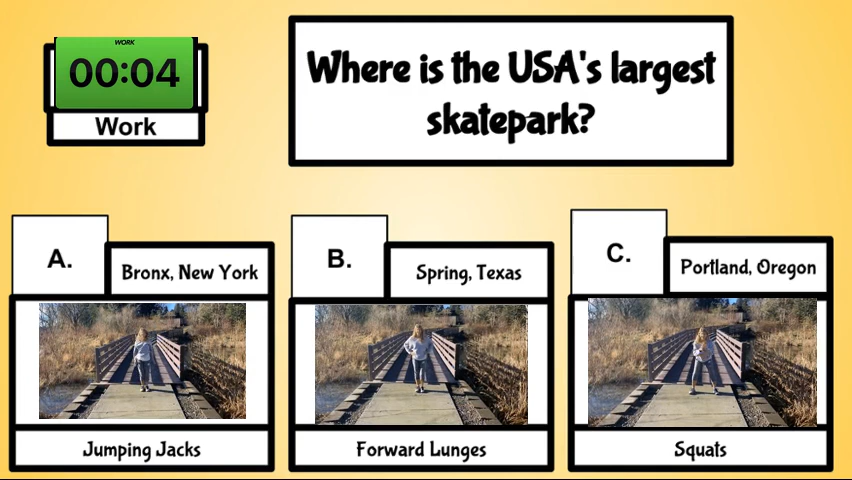 WORK
00:04
Work
Where is the USA's largest
skatepark?
A.
Bronx, New York
B.
Spring, Texas
C.
Portland, Oregon
Jumping Jacks
Forward Lunges
Squats